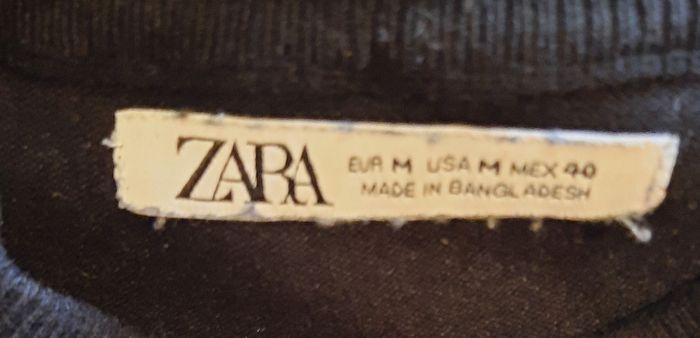 ZARA
EUR M USA M MEX 40
MADE IN BANGLADESH